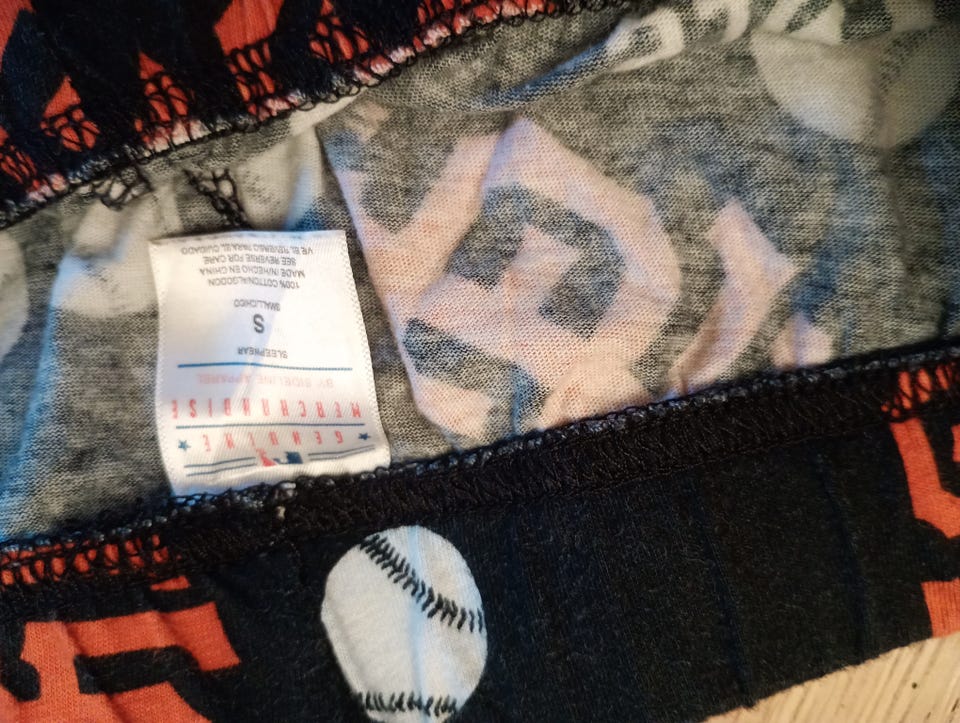 GENUINE
MERCHANDISE
BY SIDELINE APPAREL
SLEEPWEAR
S
SMALL/CHICO
100% COTTON/ALGODON
MADE IN/HECHO EN CHINA
SEE REVERSE FOR CARE
VE EL REVERSO PARA EL CUIDADO